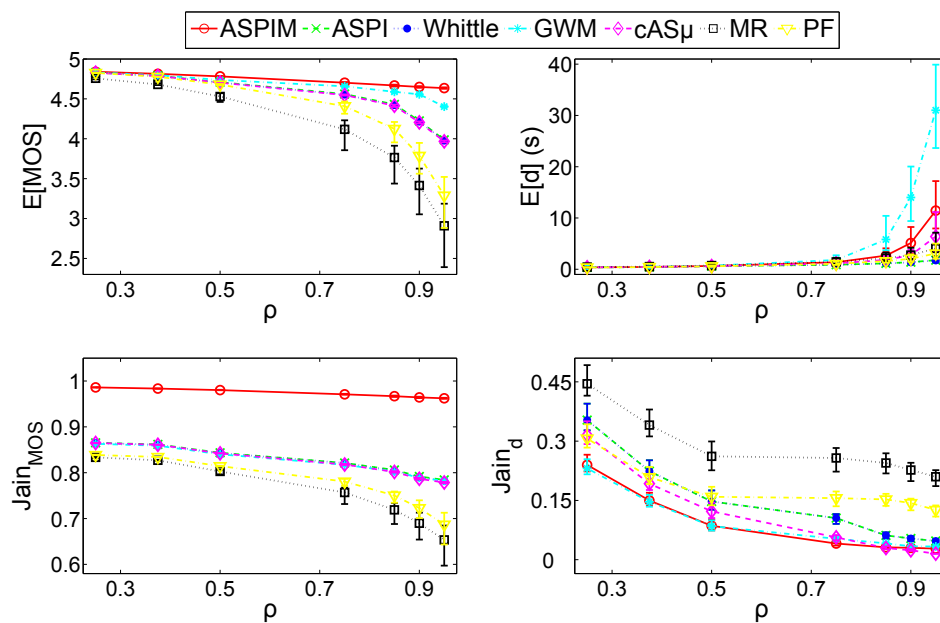 ASPIM ASPI Whittle GWM cASμ MR PF
5
4.5
4
3.5
3
2.5
E[MOS]
0.3 0.5 0.7 0.9
ρ
40
30
20
10
0
E[d] (s)
0.3 0.5 0.7 0.9
ρ
1
0.9
0.8
0.7
0.6
Jain_MOS
0.3 0.5 0.7 0.9
ρ
0.45
0.3
0.15
0
Jain_d
0.3 0.5 0.7 0.9
ρ